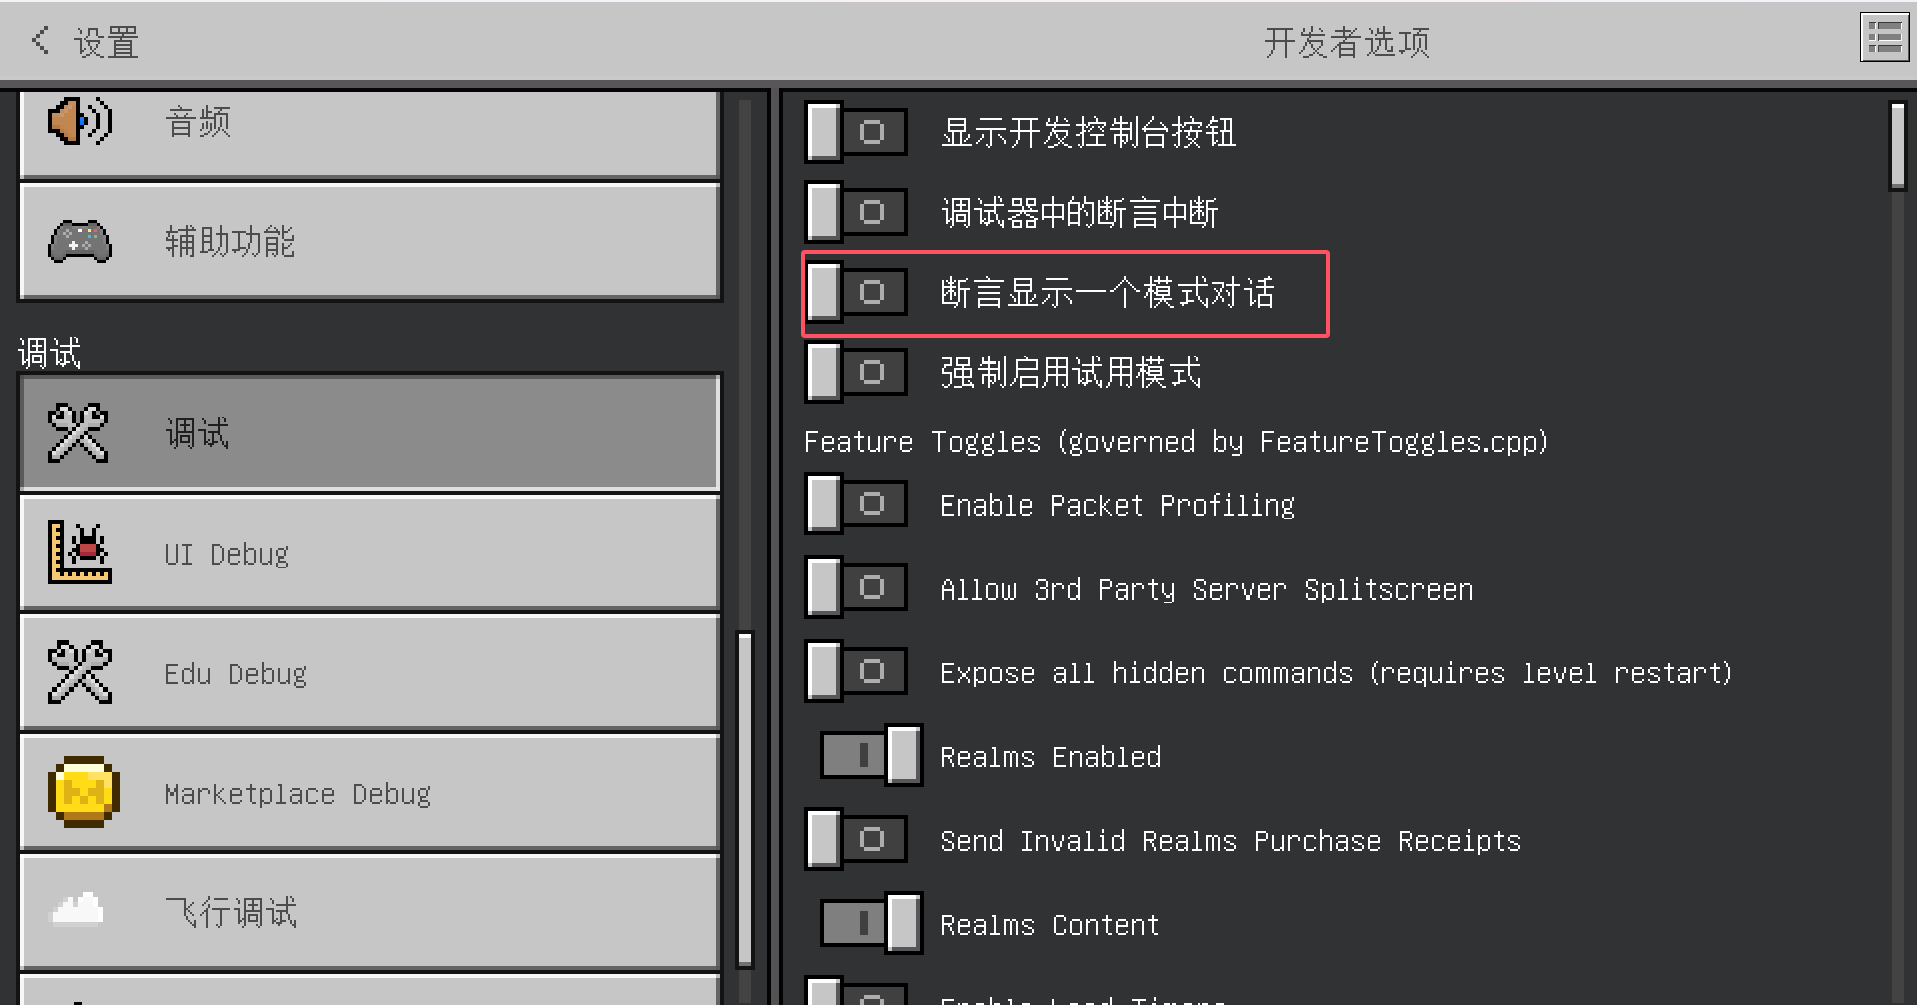 设置
开发者选项
音频
辅助功能
调试
调试
UI Debug
Edu Debug
Marketplace Debug
飞行调试
显示开发控制台按钮
调试器中的断言中断
断言显示一个模式对话
强制启用试用模式
Feature Toggles (governed by FeatureToggles.cpp)
Enable Packet Profiling
Allow 3rd Party Server Splitscreen
Expose all hidden commands (requires level restart)
Realms Enabled
Send Invalid Realms Purchase Receipts
Realms Content